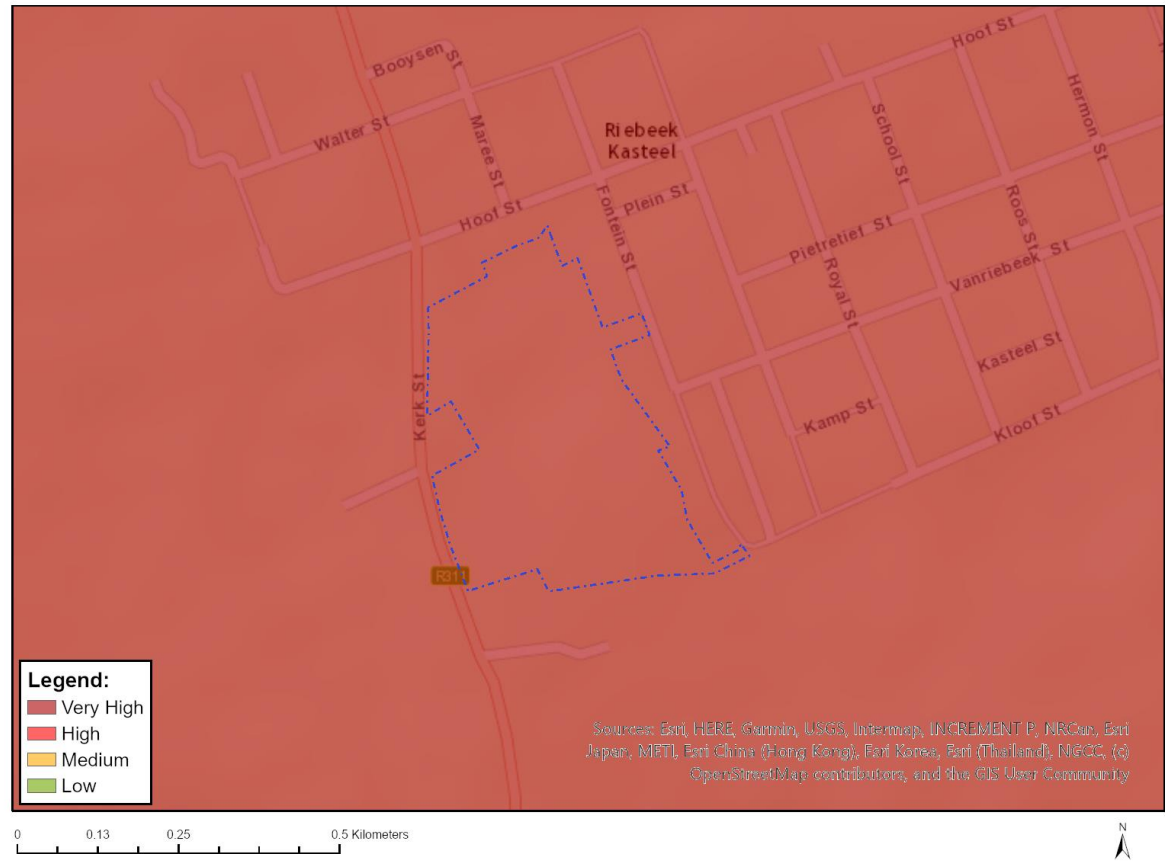 Booysen St
Hoof St
Walter St
Maree St
Hermon St
School St
Riebeek
Kasteel
Plein St
Hoof St
Fontein St
Roos St
Pietretief St
Royal St
Vanriebeek St
Kasteel St
Kerk St
Kamp St
Kloof St
R311
Legend:
Very High
High
Medium
Low
Sources: Esri, HERE, Garmin, USGS, Intermap, INCREMENT P, NRCan, Esri
Japan, METI, Esri China (Hong Kong), Esri Korea, Esri (Thailand), NGCC, (c)
OpenStreetMap contributors, and the GIS User Community
0 0.13 0.25 0.5 Kilometers
N